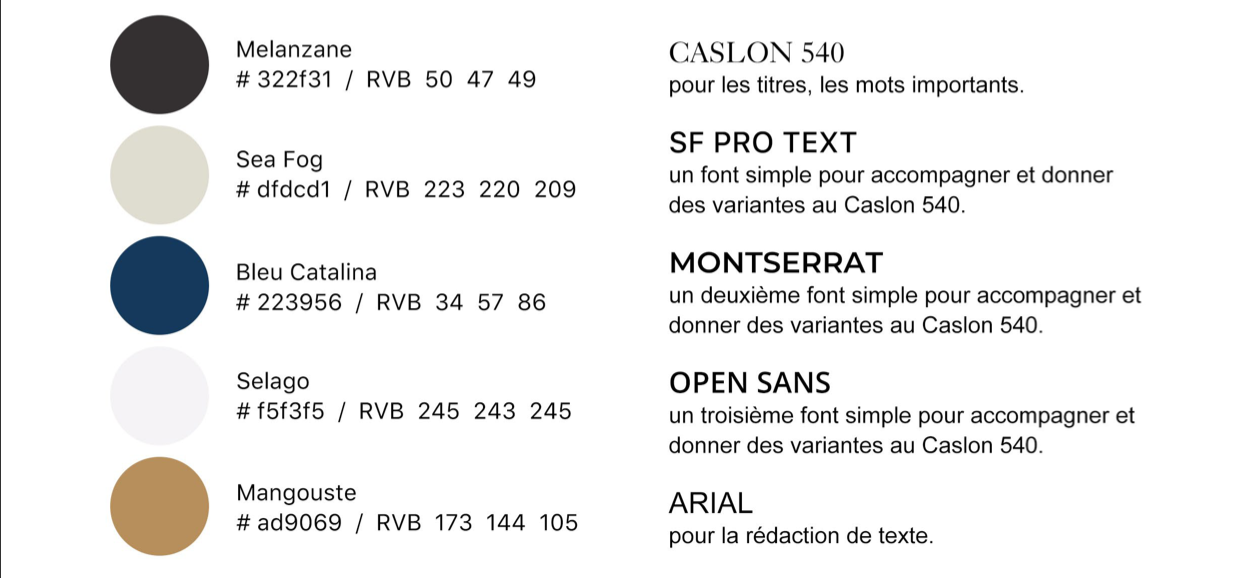 Melanzane
# 322f31 / RVB 50 47 49
Sea Fog
# dfdcd1 / RVB 223 220 209
Bleu Catalina
# 223956 / RVB 34 57 86
Selago
# f5f3f5 / RVB 245 243 245
Mangouste
# ad9069 / RVB 173 144 105
CASLON 540
pour les titres, les mots importants.
SF PRO TEXT
un font simple pour accompagner et donner
des variantes au Caslon 540.
MONTSERRAT
un deuxième font simple pour accompagner et
donner des variantes au Caslon 540.
OPEN SANS
un troisième font simple pour accompagner et
donner des variantes au Caslon 540.
ARIAL
pour la rédaction de texte.